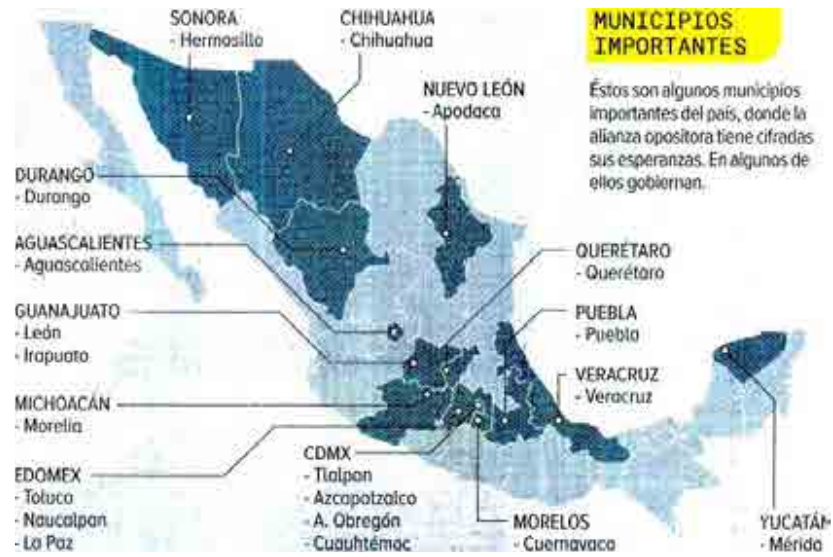 SONORA
- Hermosillo
CHIHUAHUA
- Chihuahua
MUNICIPIOS
IMPORTANTES
Éstos son algunos municipios
importantes del país, donde la
alianza opositora tiene cifradas
sus esperanzas. En algunos de
ellos gobiernan.
NUEVO LEÓN
- Apodaca
DURANGO
- Durango
AGUASCALIENTES
- Aguascalientes
GUANAJUATO
- León
- Irapuato
MICHOACÁN
- Morelia
EDOMEX
- Toluca
- Naucalpan
- La Paz
CDMX
- Tlalpan
- Azcapotzalco
- A. Obregón
- Cuauhtémoc
MORELOS
- Cuernavaca
QUERÉTARO
- Querétaro
PUEBLA
- Puebla
VERACRUZ
- Veracruz
YUCATÁN
- Mérida